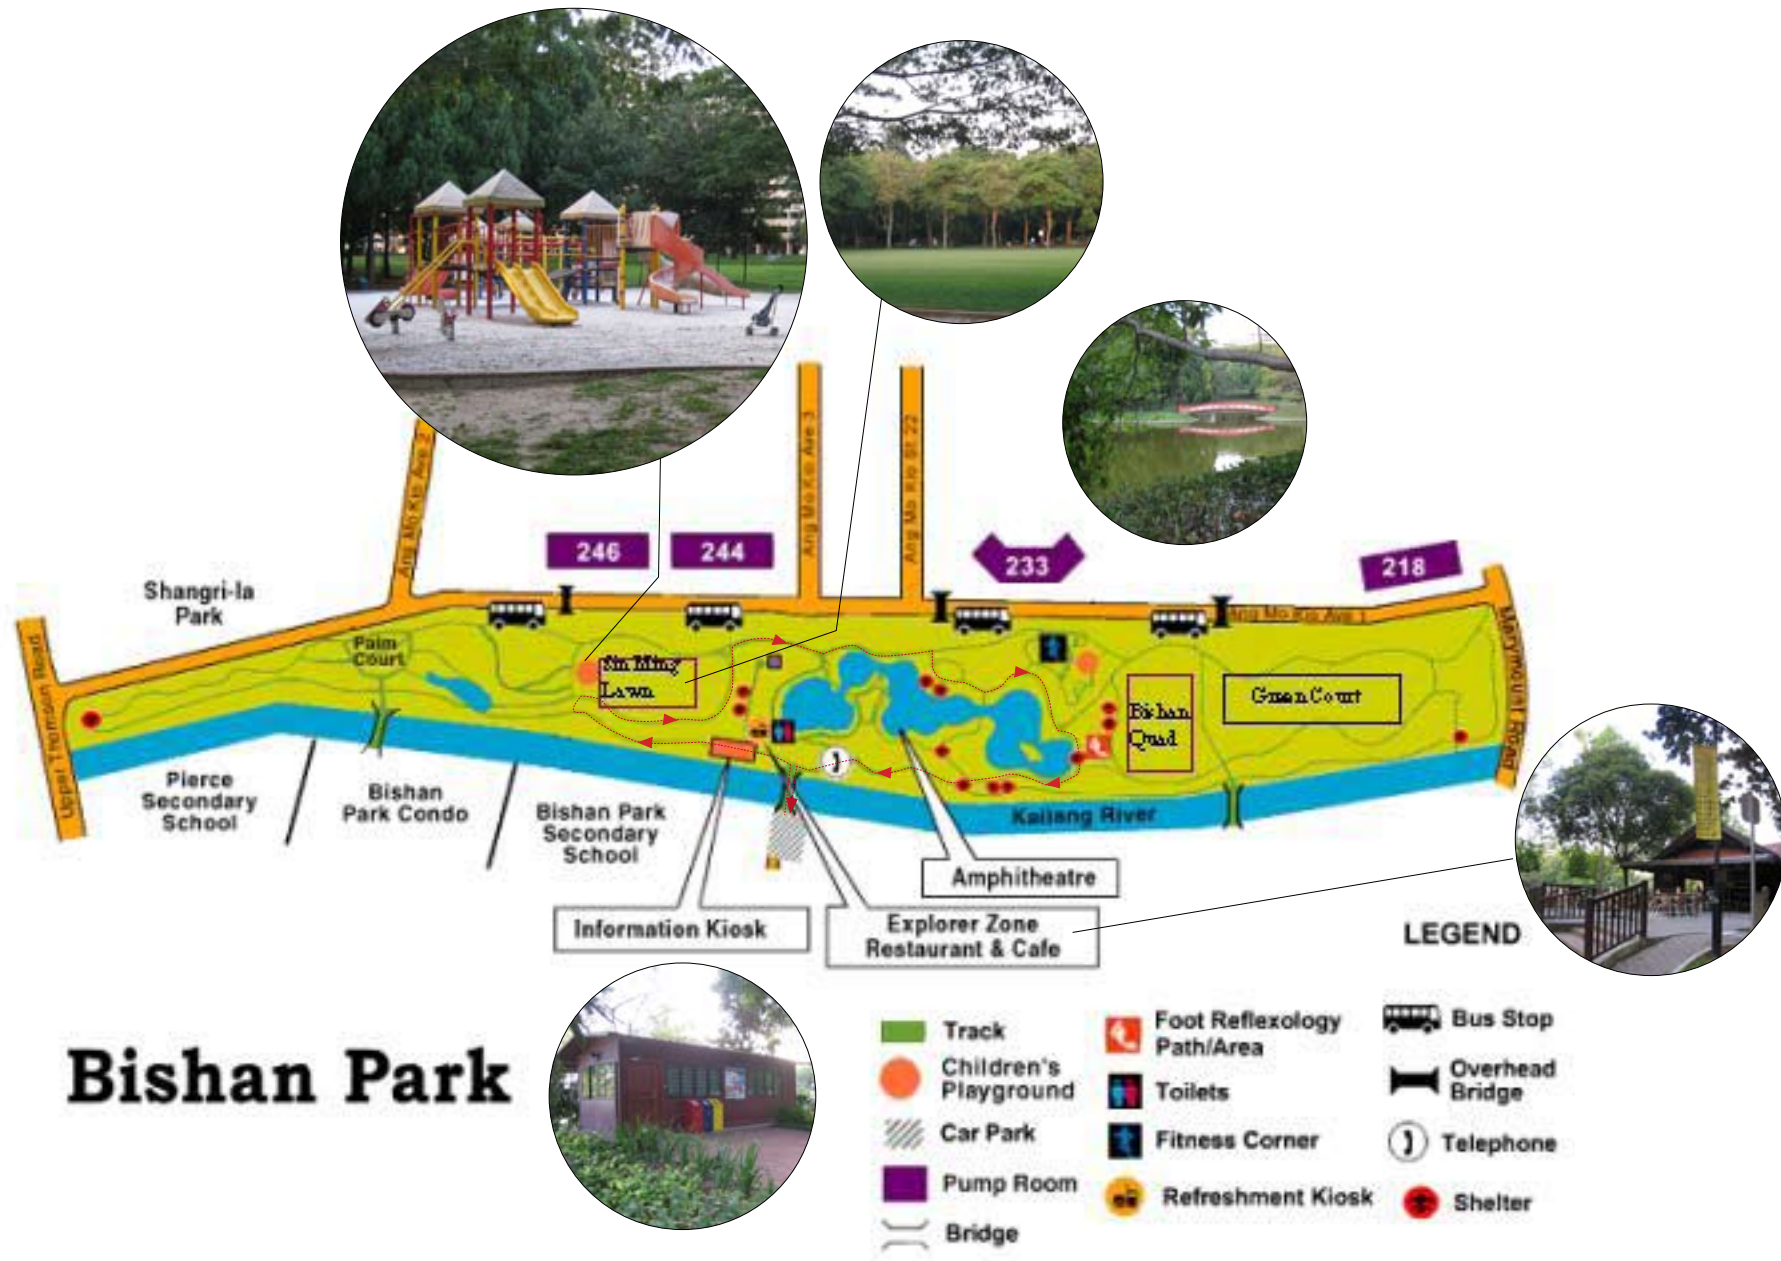 Ang Mo Kio Ave 2
Ang Mo Kio Ave 3
Ang Mo Kio St 22
246
244
233
218
Shangri-la
Park
Ang Mo Kio Ave 1
Upper Thomson Road
Marymount Road
Palm
Court
Sin Ming
Lawn
Bishan
Quad
Guan Court
Pierce
Secondary
School
Bishan
Park Condo
Bishan Park
Secondary
School
Kallang River
Amphitheatre
Information Kiosk
Explorer Zone
Restaurant & Cafe
Bishan Park
LEGEND
Track
Children's
Playground
Car Park
Pump Room
Bridge
Foot Reflexology
Path/Area
Toilets
Fitness Corner
Refreshment Kiosk
Bus Stop
Overhead
Bridge
Telephone
Shelter